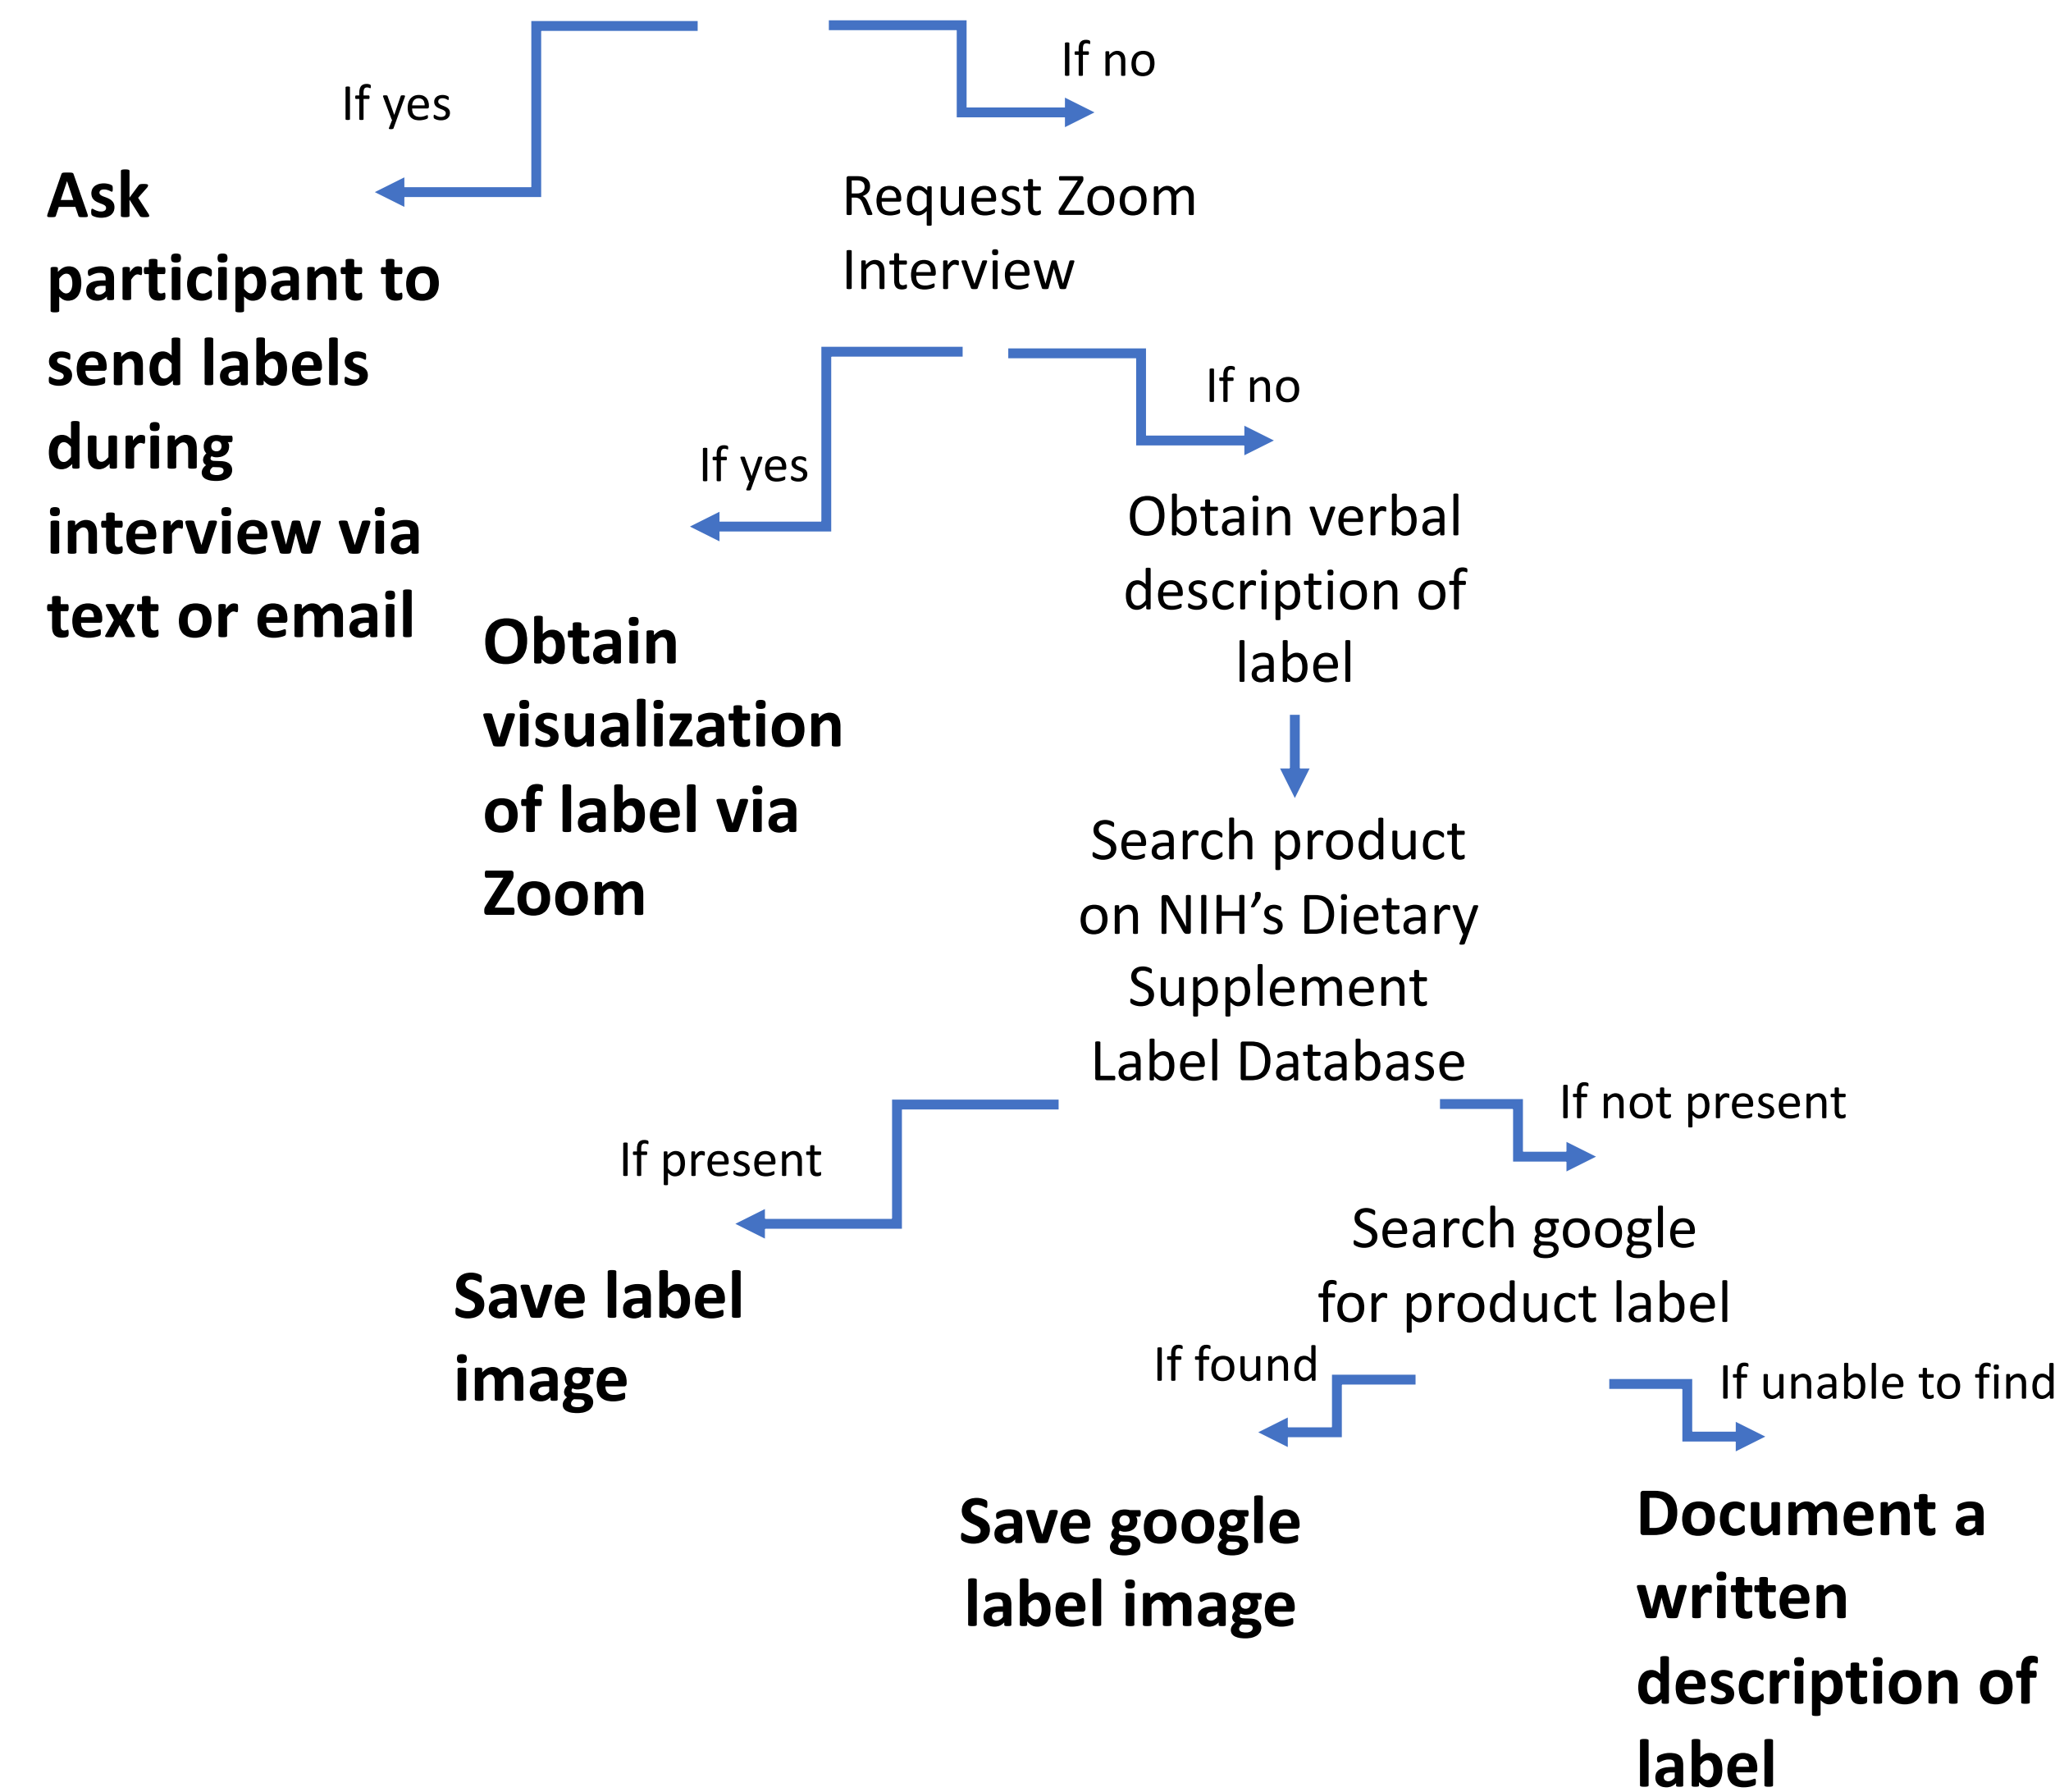 If no
If yes
Ask
participant to
send labels
during
interview via
text or email
Request Zoom
Interview
If no
If yes
Obtain
visualization
of label via
Zoom
Obtain verbal
description of
label
Search product
on NIH’s Dietary
Supplement
Label Database
If not present
If present
Save label
image
Search google
for product label
If found
If unable to find
Save google
label image
Document a
written
description of
label